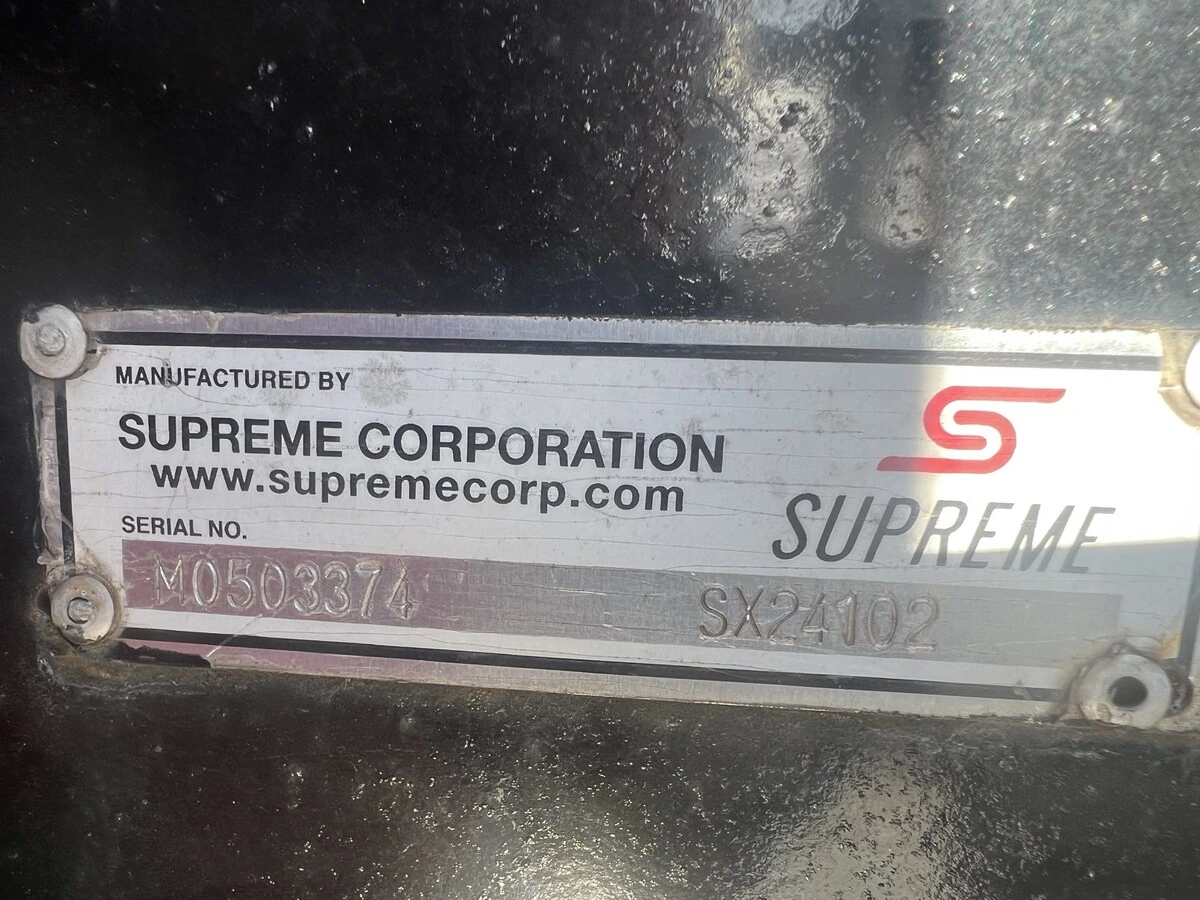 MANUFACTURED BY
SUPREME CORPORATION
www.supremecorp.com
SERIAL NO.
M0503374 SX24102
SUPREME